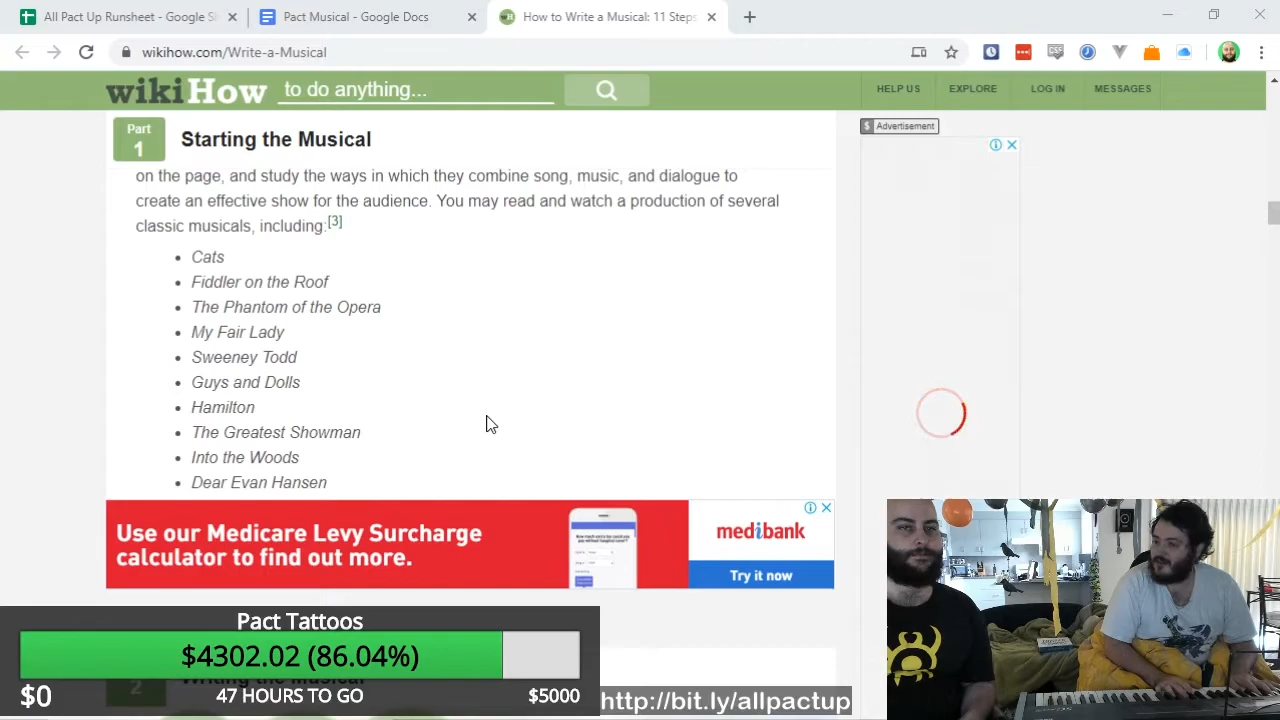 All Pact Up Runsheet - Google Sh
Pact Musical - Google Docs
How to Write a Musical: 11 Steps
wikihow.com/Write-a-Musical
wikiHow to do anything...
HELP US EXPLORE LOG IN MESSAGES
Part
1
Starting the Musical
$ Advertisement
on the page, and study the ways in which they combine song, music, and dialogue to
create an effective show for the audience. You may read and watch a production of several
classic musicals, including:[3]
Cats
Fiddler on the Roof
The Phantom of the Opera
My Fair Lady
Sweeney Todd
Guys and Dolls
Hamilton
The Greatest Showman
Into the Woods
Dear Evan Hansen
Use our Medicare Levy Surcharge
calculator to find out more.
medibank
Try it now
Pact Tattoos
$4302.02 (86.04%)
$0
47 HOURS TO GO
$5000
http://bit.ly/allpactup